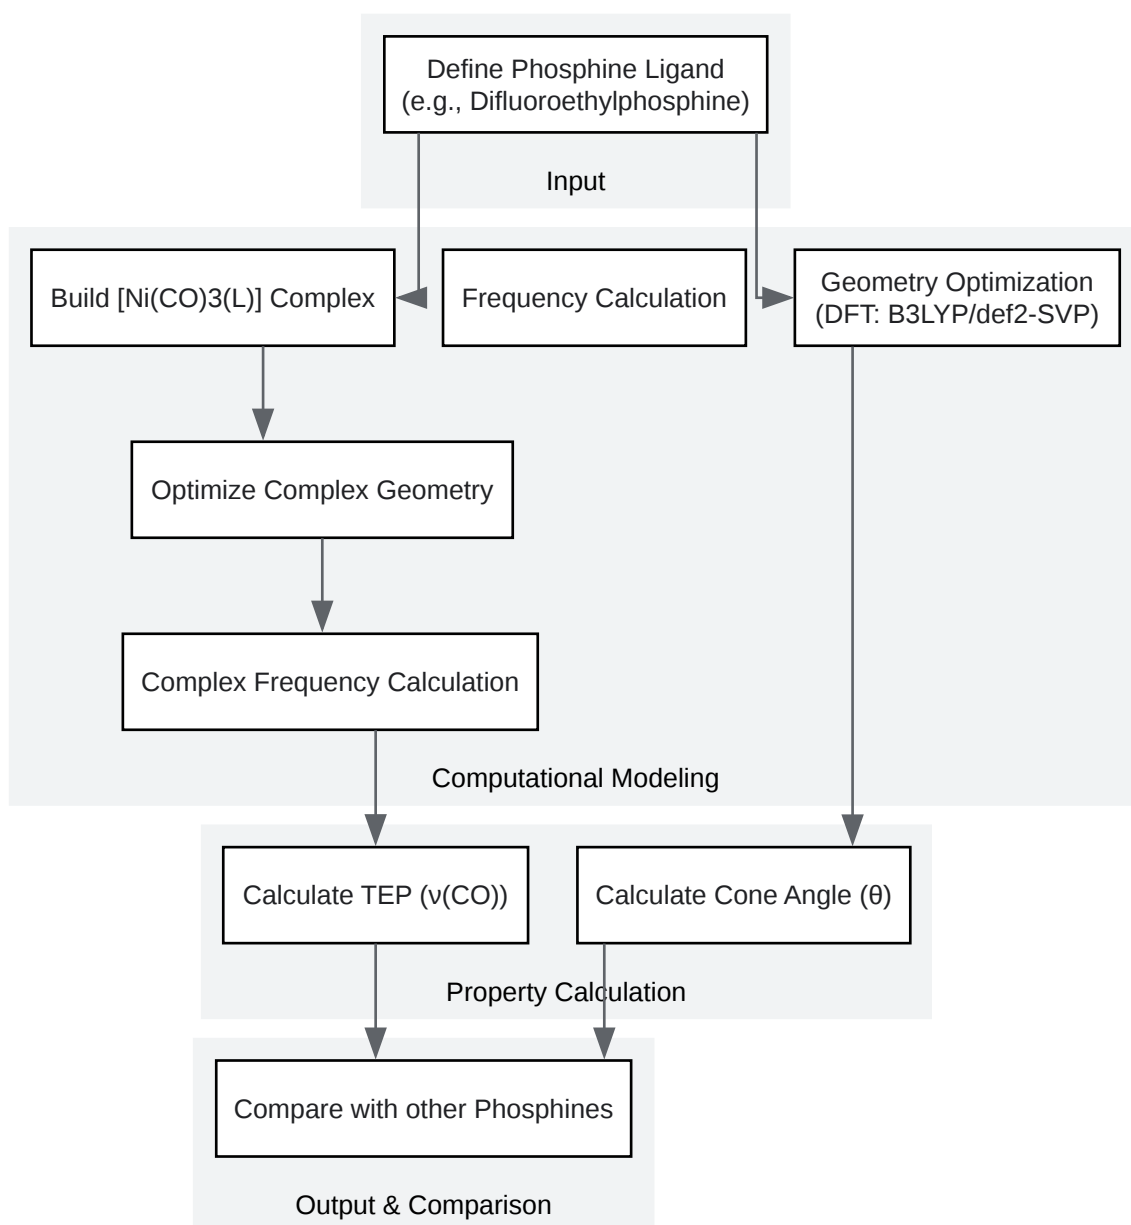 Define Phosphine Ligand
(e.g., Difluoroethylphosphine)
Input
Build [Ni(CO)3(L)] Complex
Frequency Calculation
Geometry Optimization
(DFT: B3LYP/def2-SVP)
Optimize Complex Geometry
Complex Frequency Calculation
Computational Modeling
Calculate TEP (ν(CO))
Calculate Cone Angle (θ)
Property Calculation
Compare with other Phosphines
Output & Comparison